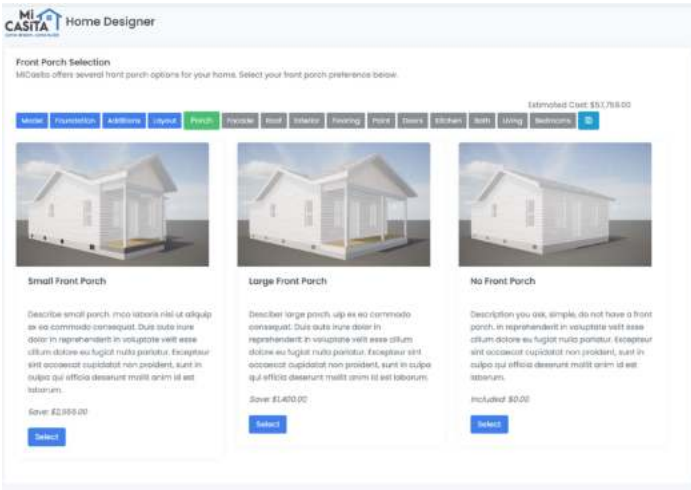 Mi
CASiTA
Home Designer
Front Porch Selection
MiCasita offers several front porch options for your home. Select your front porch preference below.
Estimated Cost: $57,759.00
Model Foundation Additions Layout Porch Facade Roof Exterior Flooring Paint Doors Kitchen Bath Living Bedrooms
Small Front Porch
Describe small porch. mco laboris nisi ut aliquip
ex ea commodo consequat. Duis aute irure
dolor in reprehenderit in voluptate velit esse
cillum dolore eu fugiat nulla pariatur. Excepteur
sint occaecat cupidatat non proident, sunt in
culpa qui officia deserunt mollit anim id est
laborum.
Save:
Select
Large Front Porch
Desciber large porch. uip ex ea commodo
consequat. Duis aute irure dolor in
reprehenderit in voluptate velit esse cillum
dolore eu fugiat nulla pariatur. Excepteur sint
occaecat cupidatat non proident, sunt in culpa
qui officia deserunt mollit anim id est laborum.
Save: $1,400.00
Select
No Front Porch
Description you ask, simple, do not have a front
porch. in reprehenderit in voluptate velit esse
cillum dolore eu fugiat nulla pariatur. Excepteur
sint occaecat cupidatat non proident, sunt in
culpa qui officia deserunt mollit anim id est
laborum.
Included: $0.00
Select